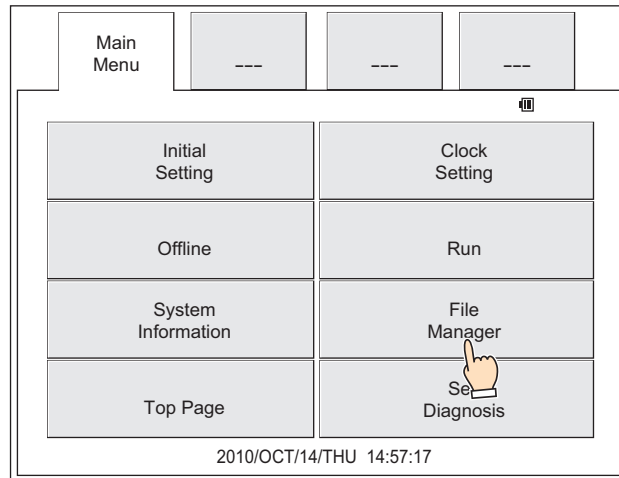 Main
Menu
---
---
---
Initial
Setting
Clock
Setting
Offline
Run
System
Information
File
Manager
Top Page
Se
Diagnosis
2010/OCT/14/THU 14:57:17